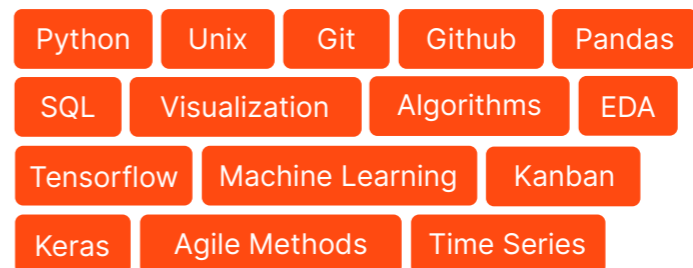 Python Unix Git Github Pandas
SQL Visualization Algorithms EDA
Tensorflow Machine Learning Kanban
Keras Agile Methods Time Series